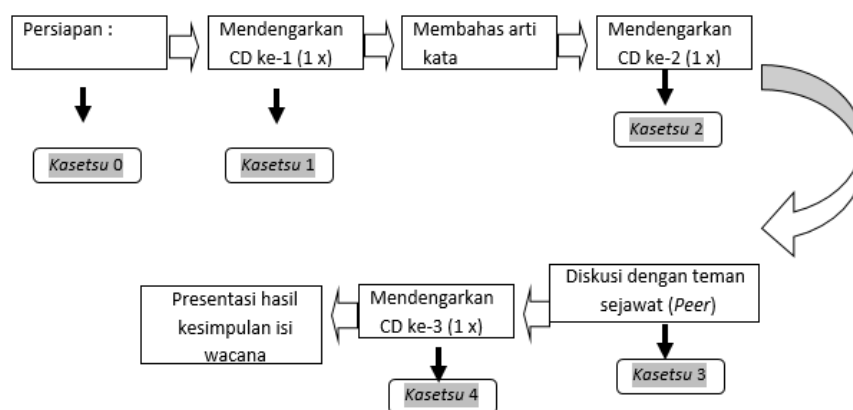 Persiapan :
Mendengarkan
CD ke-1 (1 x)
Membahas arti
kata
Mendengarkan
CD ke-2 (1 x)
Kasetsu 0
Kasetsu 1
Kasetsu 2
Diskusi dengan teman
sejawat (Peer)
Mendengarkan
CD ke-3 (1 x)
Presentasi hasil
kesimpulan isi
wacana
Kasetsu 3
Kasetsu 4